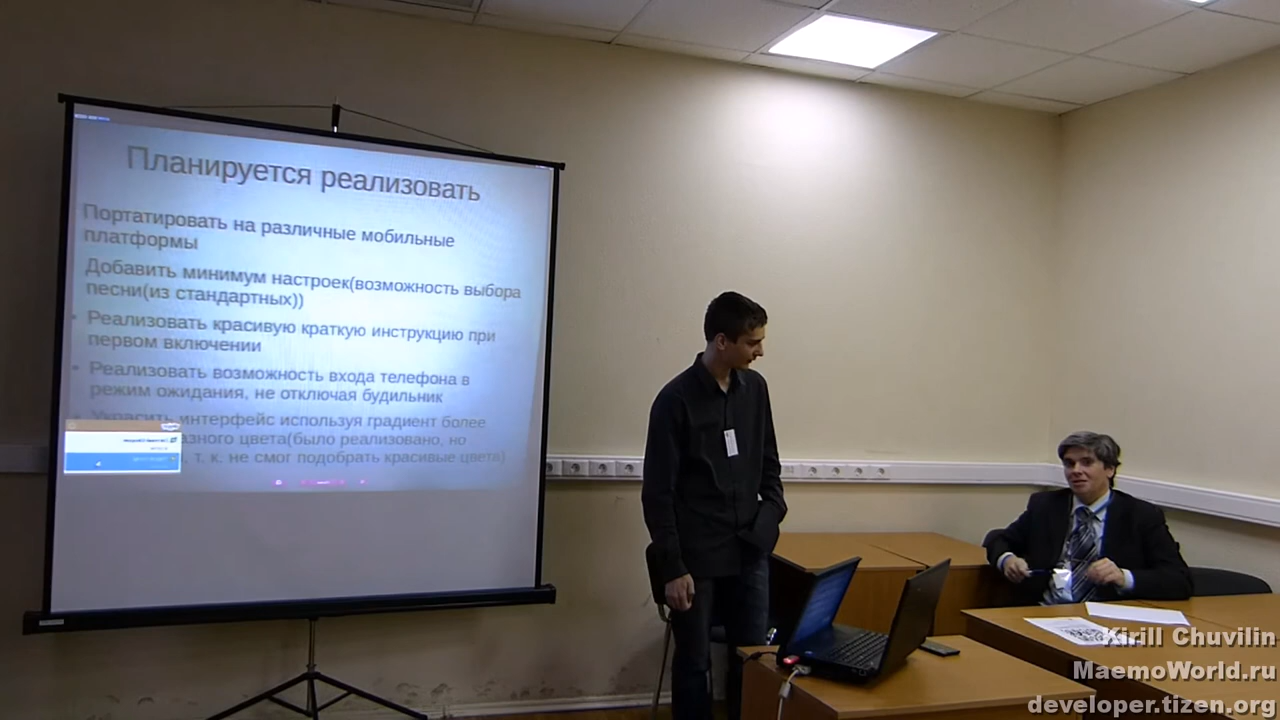 Планируется реализовать
Портатировать на различные мобильные
платформы
Добавить минимум настроек(возможность выбора
песни(из стандартных))
• Реализовать красивую краткую инструкцию при
первом включении
• Реализовать возможность входа телефона в
режим ожидания, не отключая будильник
• Украсить интерфейс используя градиент более
разного цвета(было реализовано, но
т. к. не смог подобрать красивые цвета)
Kirill Chuvilin
MaemoWorld.ru
developer.tizen.org